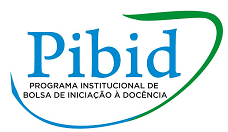 Pibid
PROGRAMA INSTITUCIONAL DE
BOLSA DE INICIAÇÃO À DOCÊNCIA